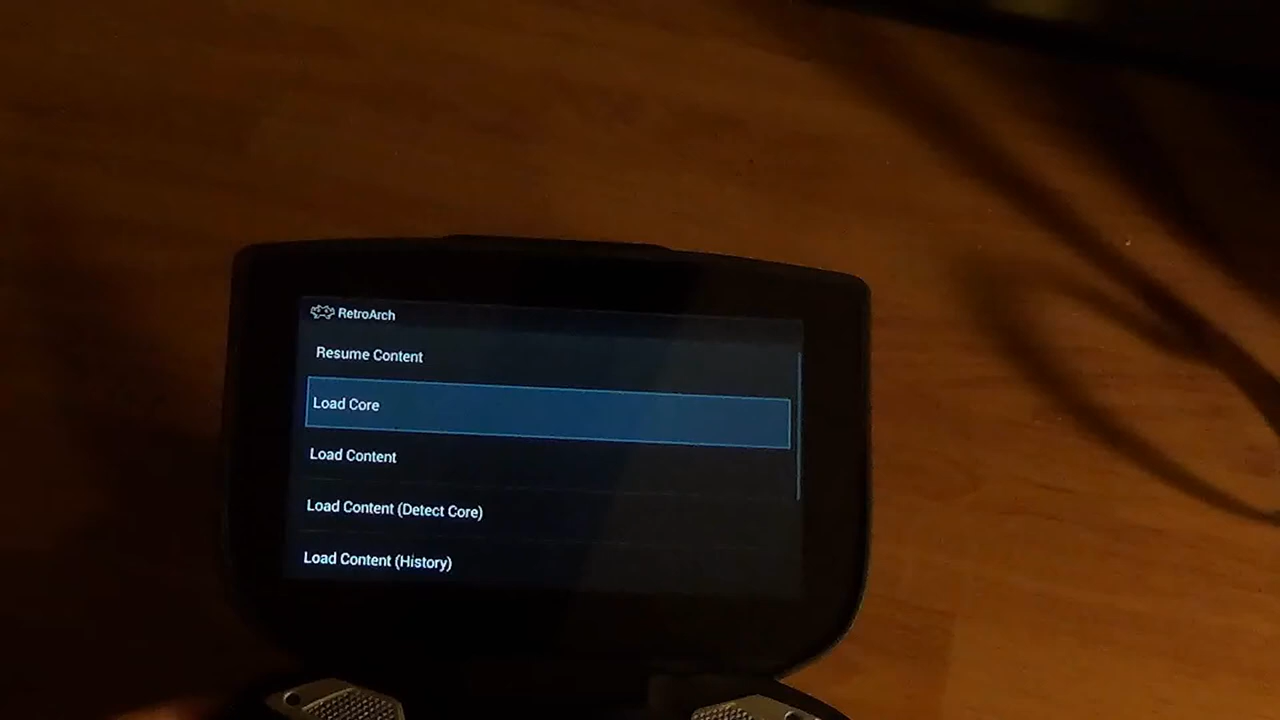 RetroArch
Resume Content
Load Core
Load Content
Load Content (Detect Core)
Load Content (History)